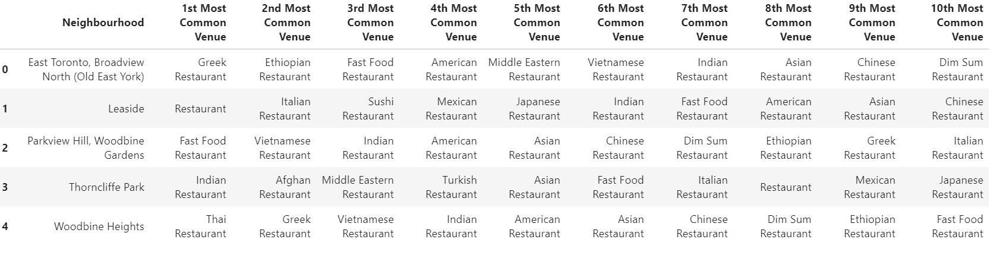 Neighbourhood 1st Most Common Venue 2nd Most Common Venue 3rd Most Common Venue 4th Most Common Venue 5th Most Common Venue 6th Most Common Venue 7th Most Common Venue 8th Most Common Venue 9th Most Common Venue 10th Most Common Venue
0 East Toronto, Broadview North (Old East York) Greek Restaurant Ethiopian Restaurant Fast Food Restaurant American Restaurant Middle Eastern Restaurant Vietnamese Restaurant Indian Restaurant Asian Restaurant Chinese Restaurant Dim Sum Restaurant
1 Leaside Restaurant Italian Restaurant Sushi Restaurant Mexican Restaurant Japanese Restaurant Indian Restaurant Fast Food Restaurant American Restaurant Asian Restaurant Chinese Restaurant
2 Parkview Hill, Woodbine Gardens Fast Food Restaurant Vietnamese Restaurant Indian Restaurant American Restaurant Asian Restaurant Chinese Restaurant Dim Sum Restaurant Ethiopian Restaurant Greek Restaurant Italian Restaurant
3 Thorncliffe Park Indian Restaurant Afghan Restaurant Middle Eastern Restaurant Turkish Restaurant Asian Restaurant Fast Food Restaurant Italian Restaurant Restaurant Mexican Restaurant Japanese Restaurant
4 Woodbine Heights Thai Restaurant Greek Restaurant Vietnamese Restaurant Indian Restaurant American Restaurant Asian Restaurant Chinese Restaurant Dim Sum Restaurant Ethiopian Restaurant Fast Food Restaurant